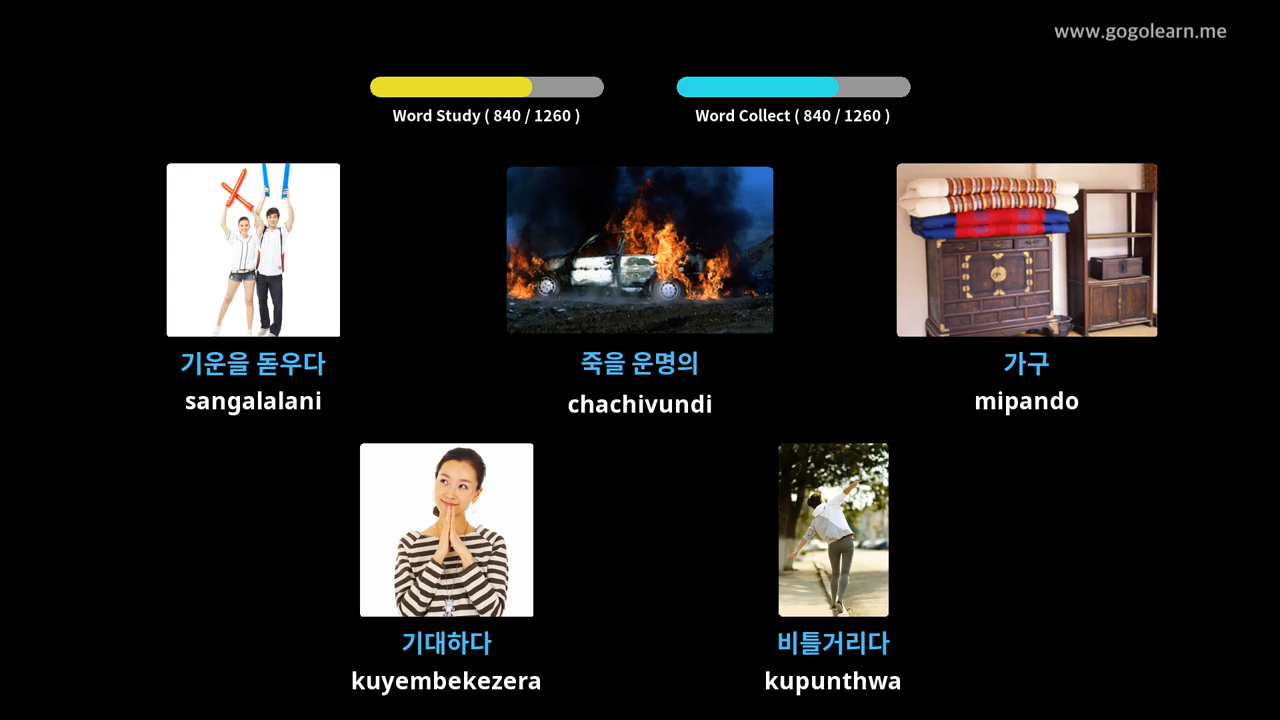 www.gogolearn.me
Word Study ( 840 / 1260 )
Word Collect ( 840 / 1260 )
기운을 돋우다
sangalalani
죽을 운명의
chachivundi
가구
mipando
기대하다
kuyembekezera
비틀거리다
kupunthwa